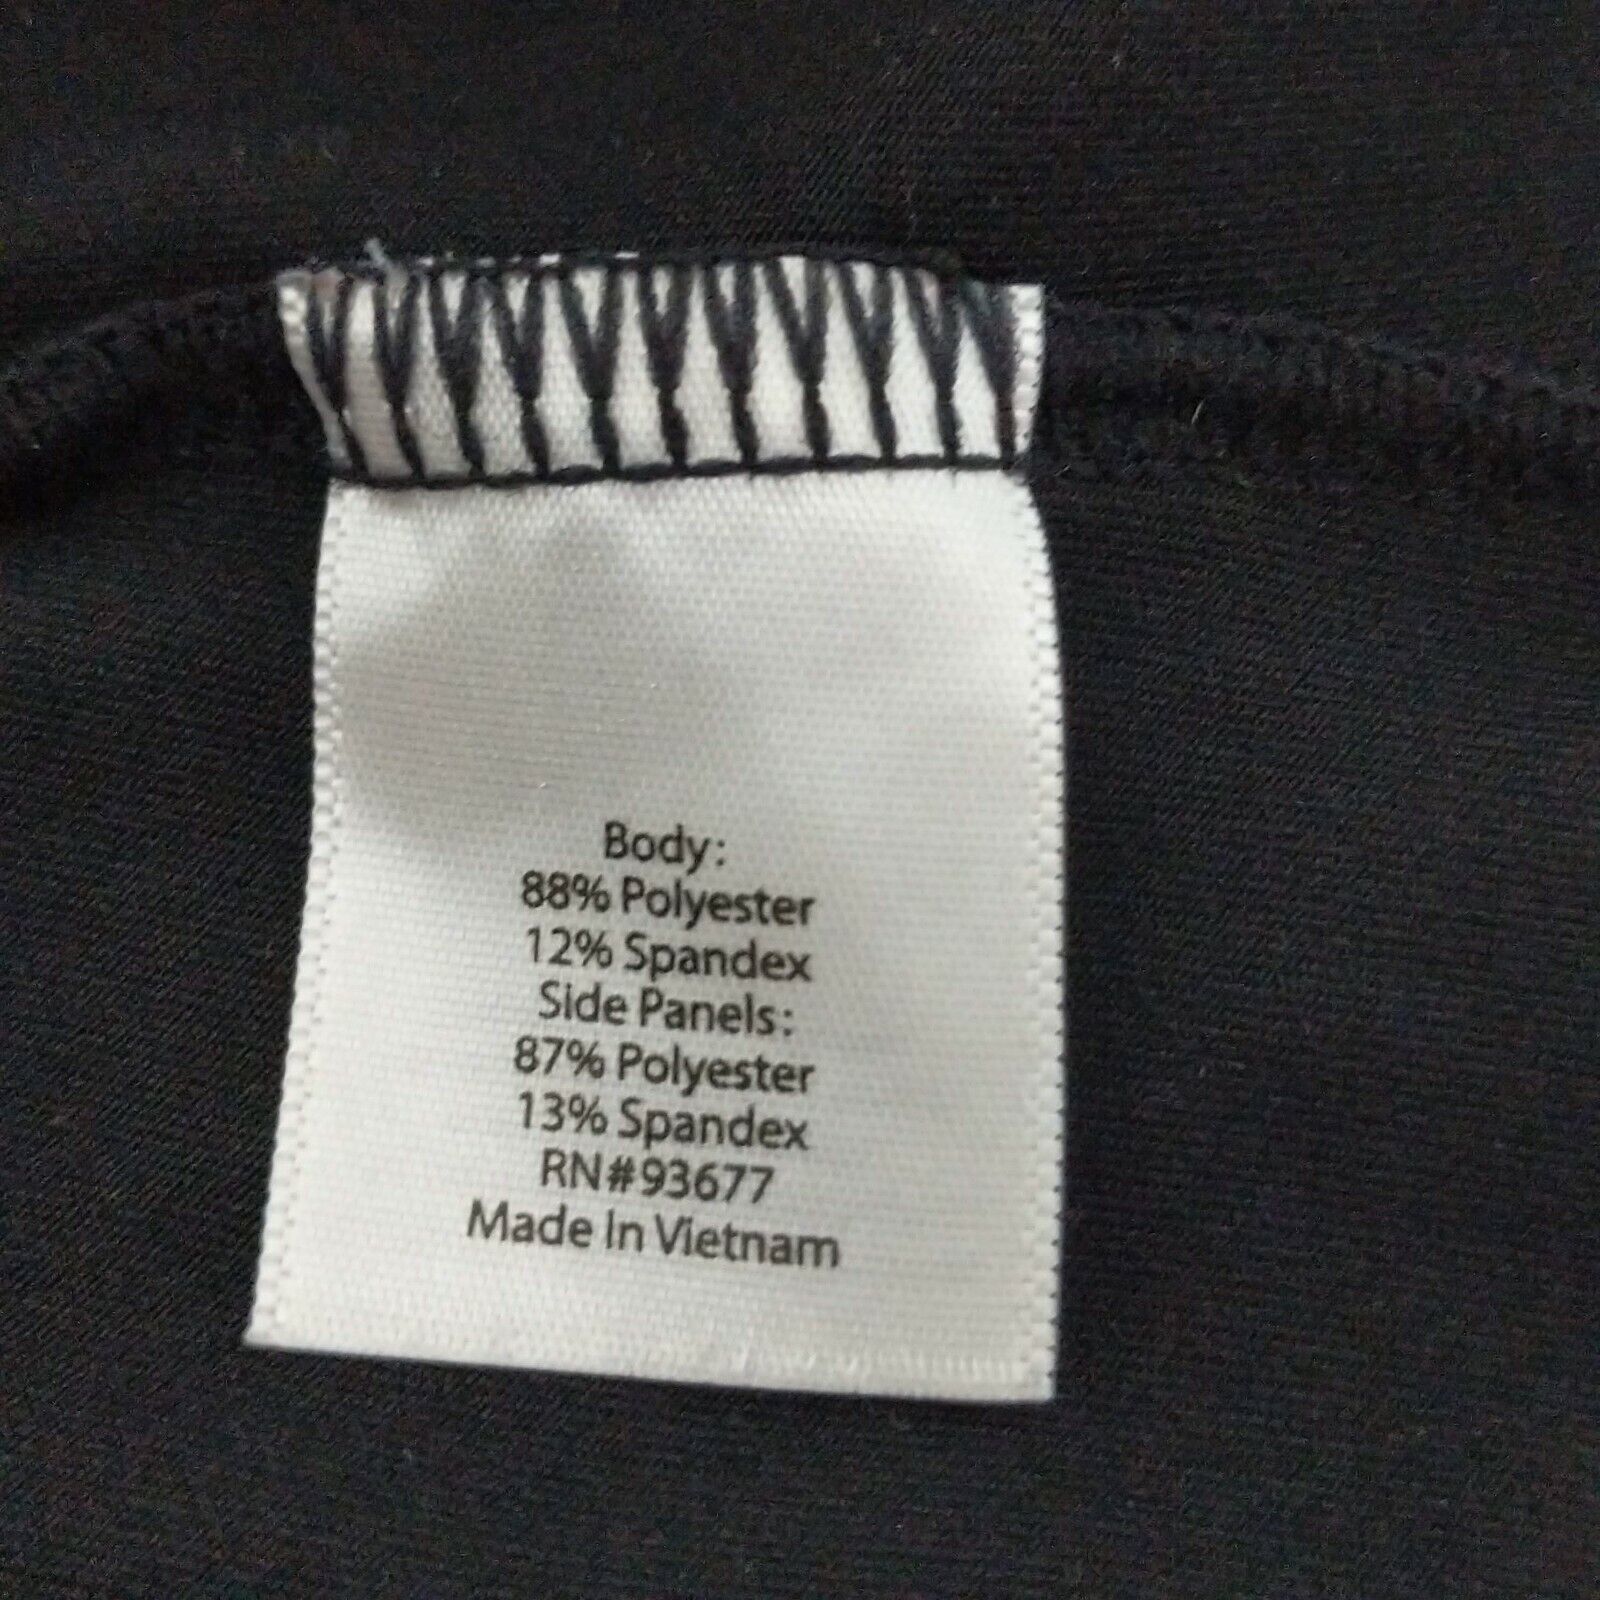 Body:
88% Polyester
12% Spandex
Side Panels:
87% Polyester
13% Spandex
RN#93677
Made In Vietnam